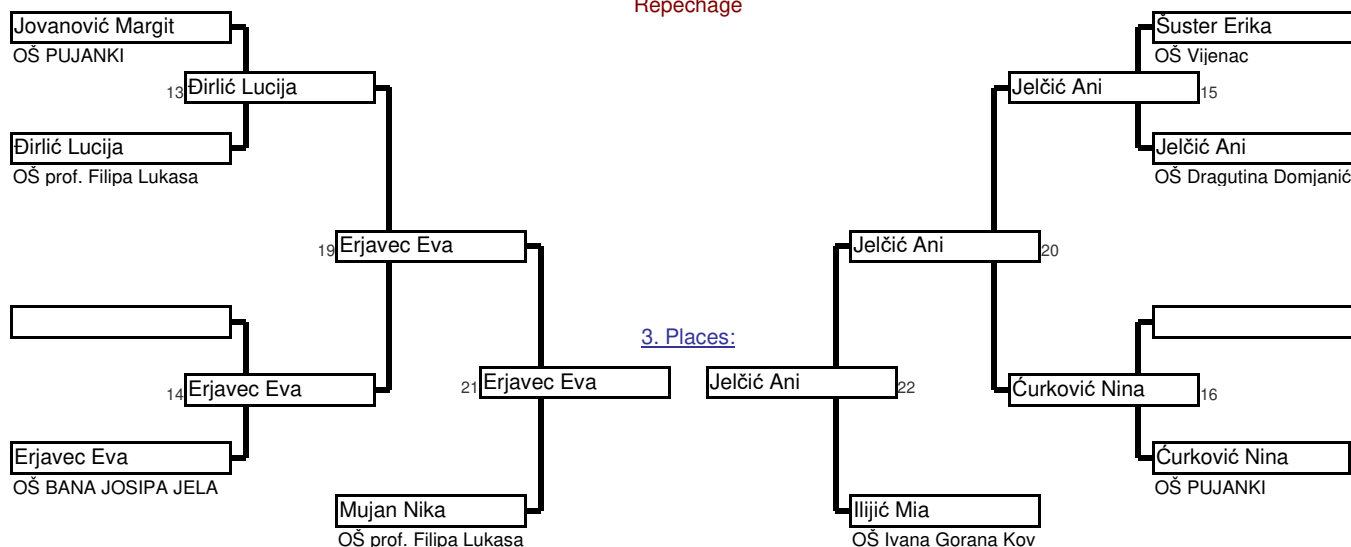 Repechage
Jovanović Margit
OŠ PUJANKI
13 Đirlić Lucija
Đirlić Lucija
OŠ prof. Filipa Lukasa
19 Erjavec Eva
14 Erjavec Eva
Erjavec Eva
OŠ BANA JOSIPA JELA
21 Erjavec Eva
Mujan Nika
OŠ prof. Filipa Lukasa
3. Places:
Šuster Erika
OŠ Vijenac
Jelčić Ani 15
Jelčić Ani
OŠ Dragutina Domjanić
Jelčić Ani 20
Jelčić Ani 22
Ćurković Nina 16
Ćurković Nina
OŠ PUJANKI
Ilijić Mia
OŠ Ivana Gorana Kov